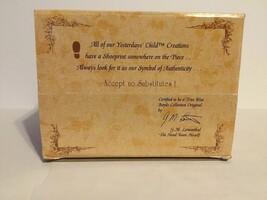 All of our Yesterdays' Child™ Creations
have a Shoeprint somewhere on the Piece
Always look for it as our Symbol of Authenticity
Accept no Substitutes!
Certified to be a True Blue
Boyds Collection Original
by
G.M. Lowenthal
The Head Bean Hisself